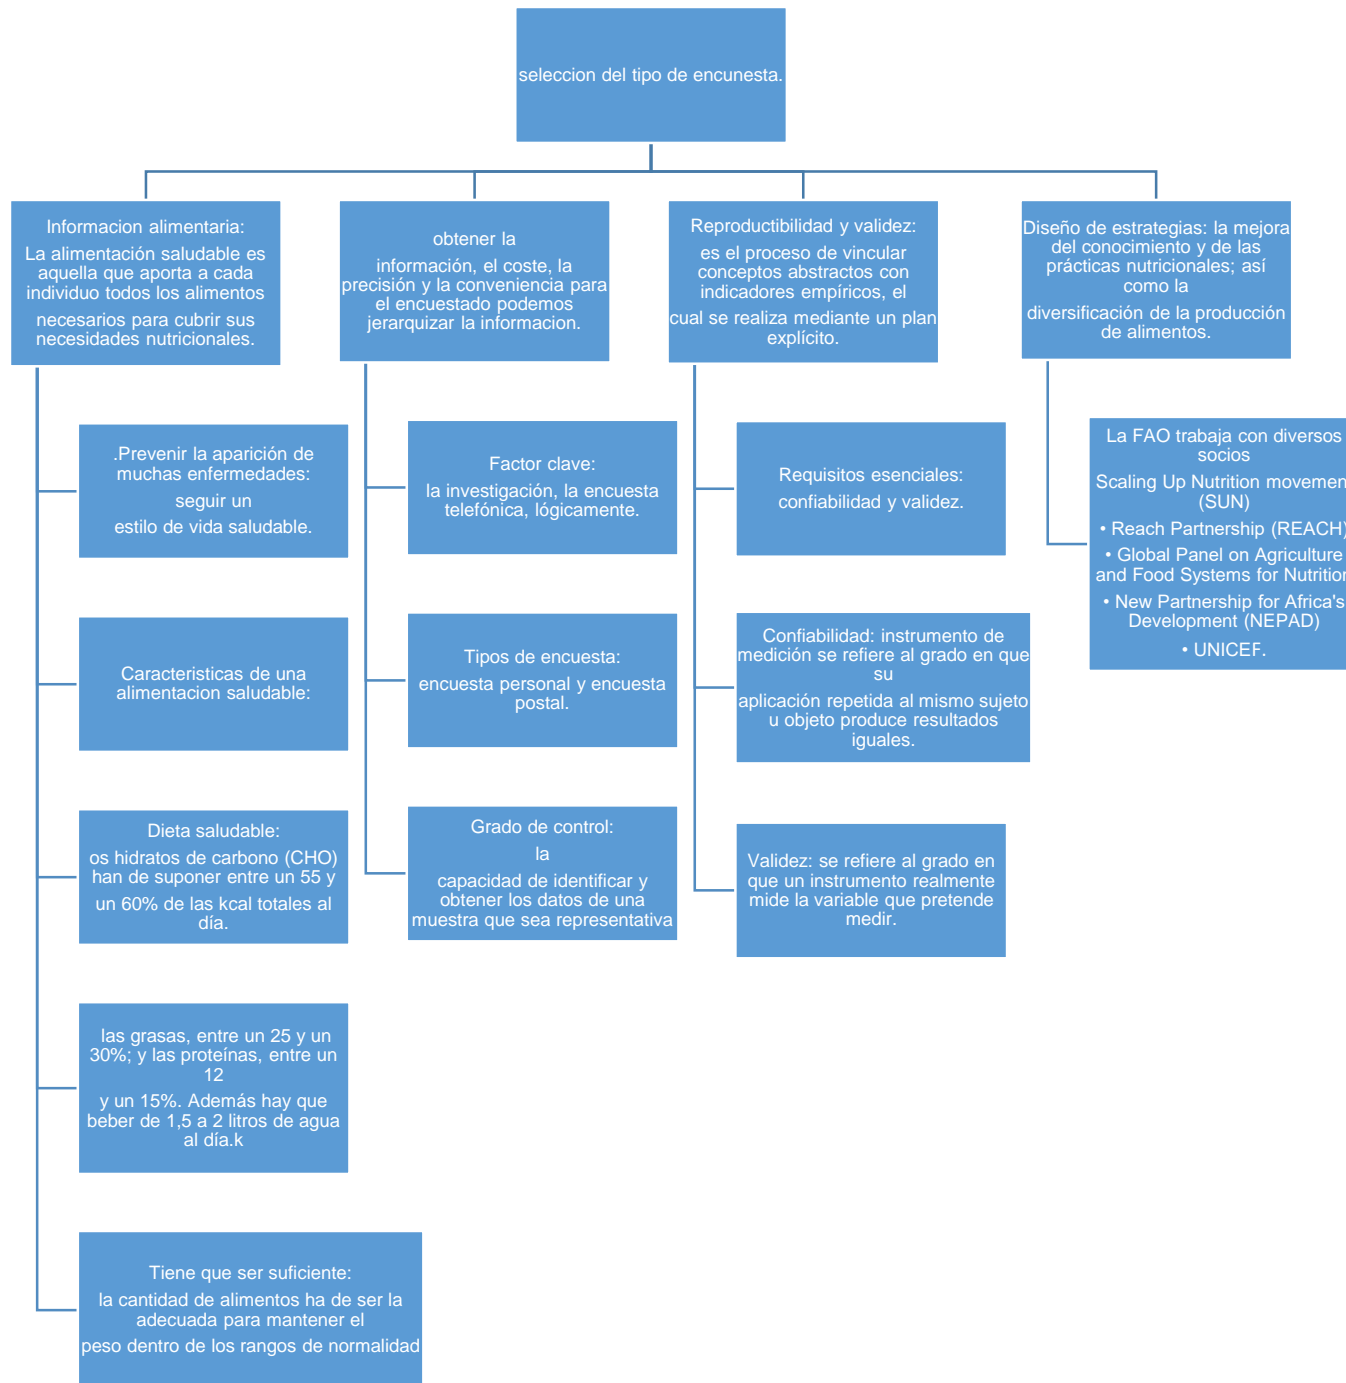 seleccion del tipo de encunesta.
Informacion alimentaria:
La alimentación saludable es
aquella que aporta a cada
individuo todos los alimentos
necesarios para cubrir sus
necesidades nutricionales.
.Prevenir la aparición de
muchas enfermedades:
seguir un
estilo de vida saludable.
Caracteristicas de una
alimentacion saludable:
Dieta saludable:
os hidratos de carbono (CHO)
han de suponer entre un 55 y
un 60% de las kcal totales al
día.
las grasas, entre un 25 y un
30%; y las proteínas, entre un
12
y un 15%. Además hay que
beber de 1,5 a 2 litros de agua
al día.k
Tiene que ser suficiente:
la cantidad de alimentos ha de ser la
adecuada para mantener el
peso dentro de los rangos de normalidad
obtener la
información, el coste, la
precisión y la conveniencia para
el encuestado podemos
jerarquizar la informacion.
Factor clave:
la investigación, la encuesta
telefónica, lógicamente.
Tipos de encuesta:
encuesta personal y encuesta
postal.
Grado de control:
la
capacidad de identificar y
obtener los datos de una
muestra que sea representativa
Reproductibilidad y validez:
es el proceso de vincular
conceptos abstractos con
indicadores empíricos, el
cual se realiza mediante un plan
explícito.
Requisitos esenciales:
confiabilidad y validez.
Confiabilidad: instrumento de
medición se refiere al grado en que
su
aplicación repetida al mismo sujeto
u objeto produce resultados
iguales.
Validez: se refiere al grado en
que un instrumento realmente
mide la variable que pretende
medir.
Diseño de estrategias: la mejora
del conocimiento y de las
prácticas nutricionales; así
como la
diversificación de la producción
de alimentos.
La FAO trabaja con diversos
socios
Scaling Up Nutrition movemen
(SUN)
• Reach Partnership (REACH)
• Global Panel on Agriculture
and Food Systems for Nutrition
• New Partnership for Africa's
Development (NEPAD)
• UNICEF.